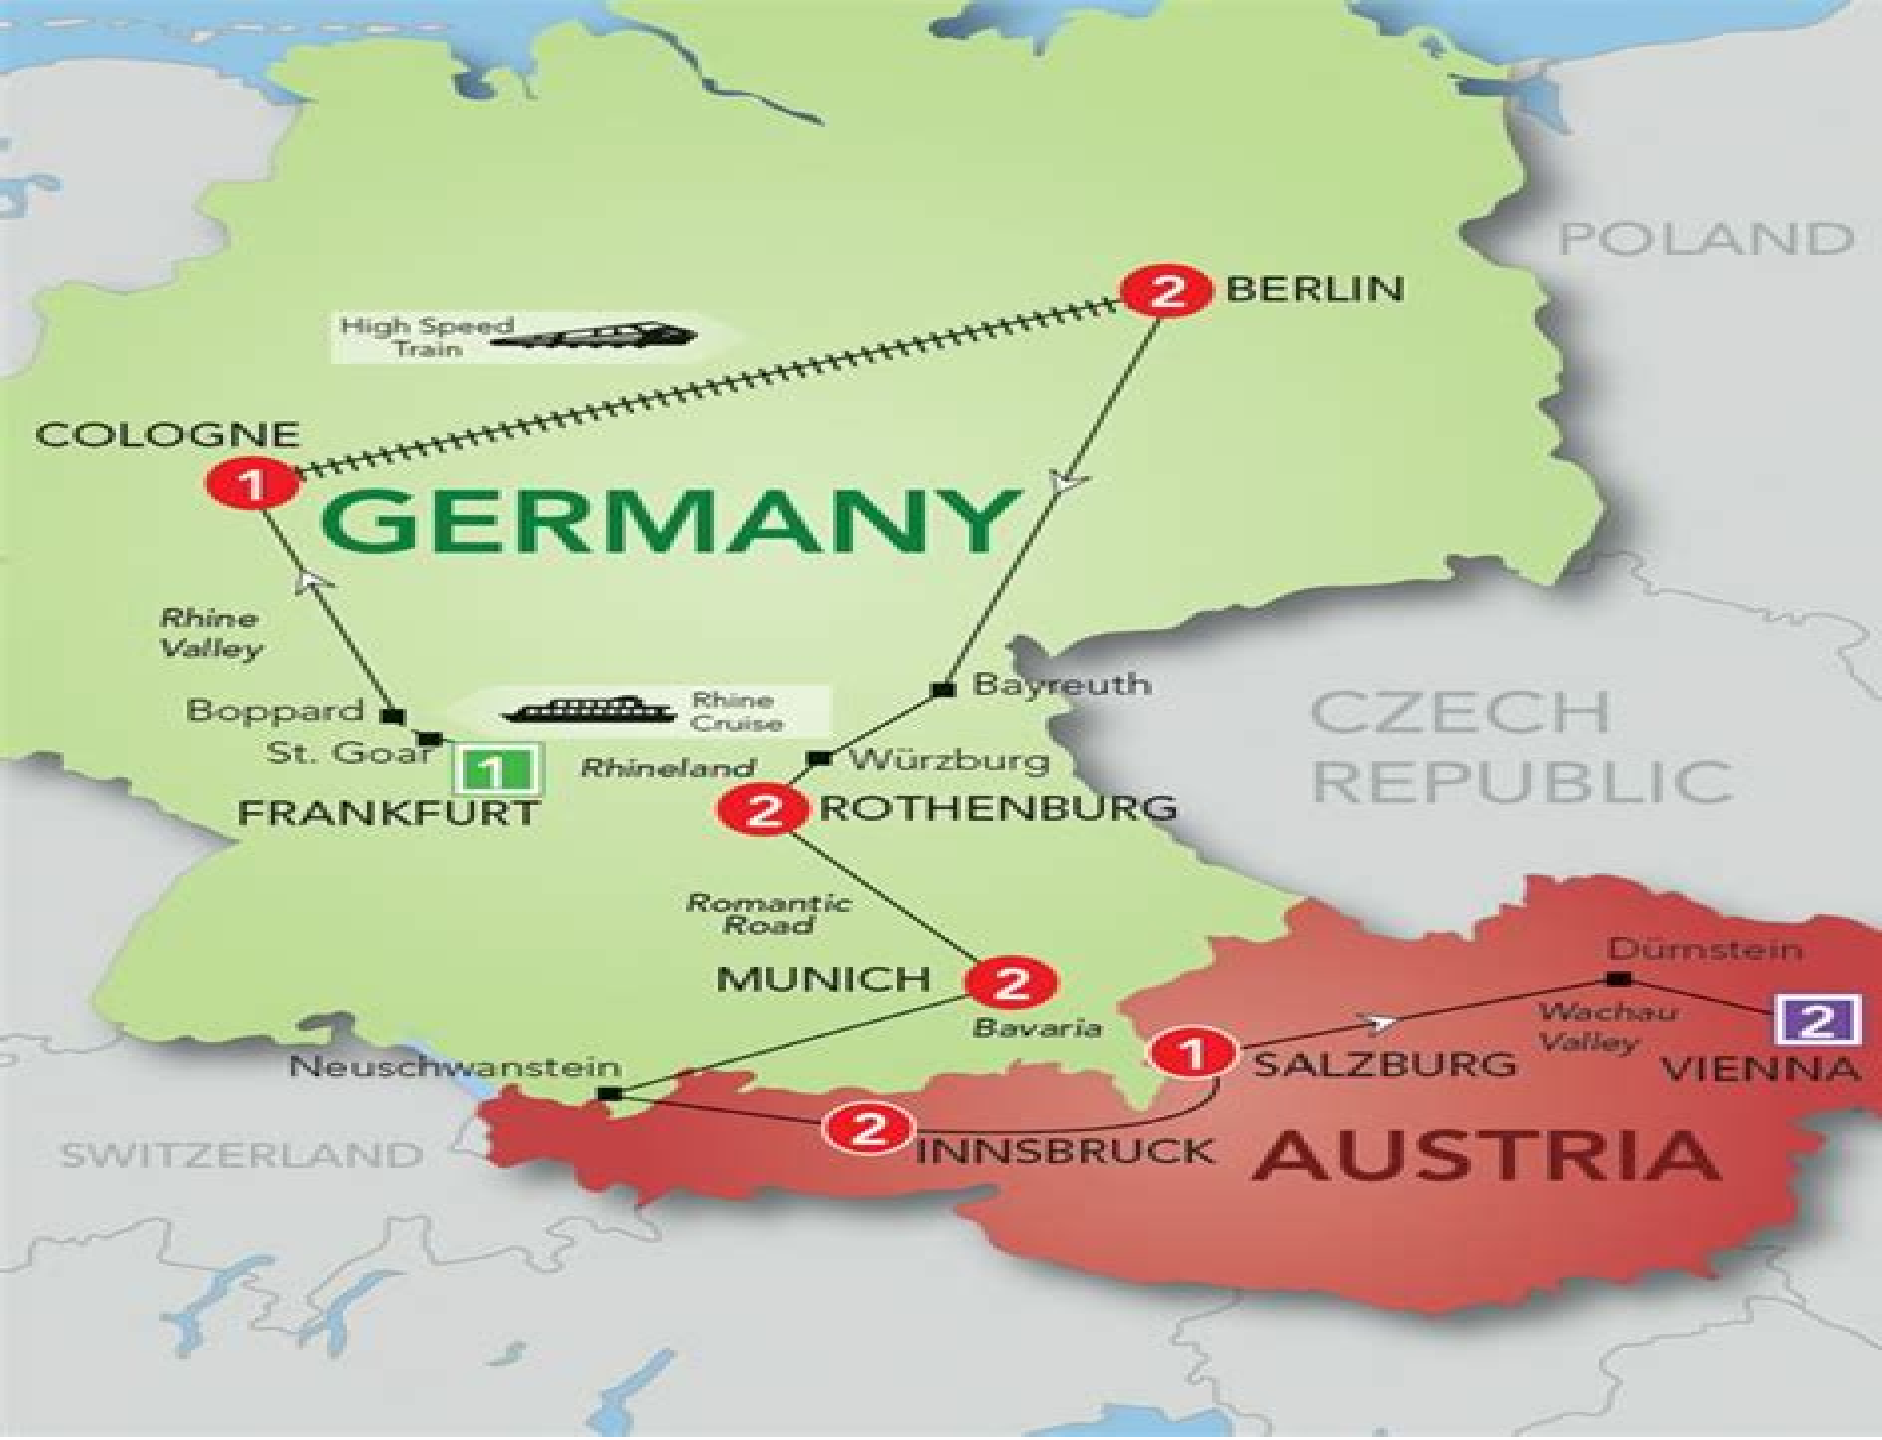 POLAND
2 BERLIN
High Speed
Train
COLOGNE
1
GERMANY
Rhine
Valley
Boppard
St. Goar
1
FRANKFURT
Rhine
Cruise
Rhineland
Bayreuth
Würzburg
2 ROTHENBURG
CZECH
REPUBLIC
Romantic
Road
MUNICH 2
Bavaria
Neuschwanstein
Dürnstein
Wachau
Valley
2
VIENNA
1 SALZBURG
2 INNSBRUCK
AUSTRIA
SWITZERLAND